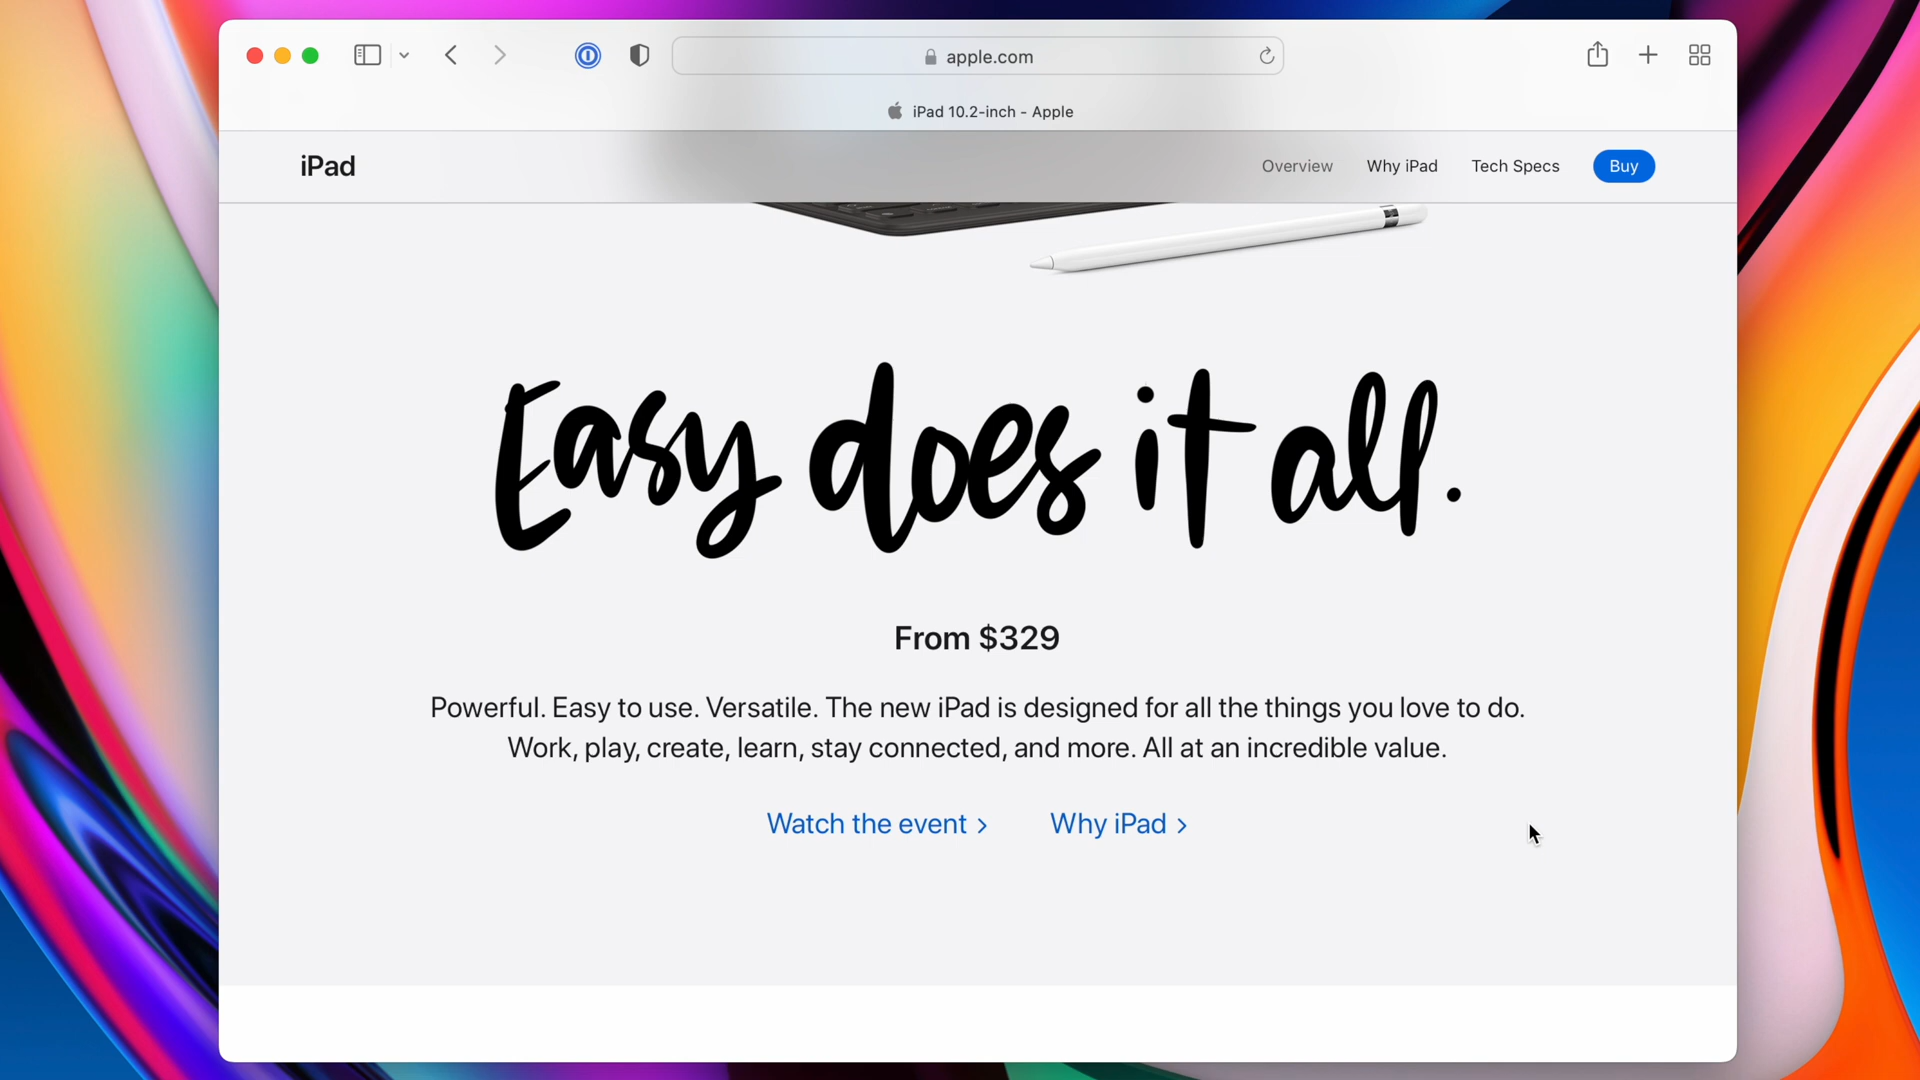 apple.com
iPad 10.2-inch - Apple
iPad
Overview
Why iPad
Tech Specs
Buy
Easy does it all.
From $329
Powerful. Easy to use. Versatile. The new iPad is designed for all the things you love to do.
Work, play, create, learn, stay connected, and more. All at an incredible value.
Watch the event >
Why iPad >